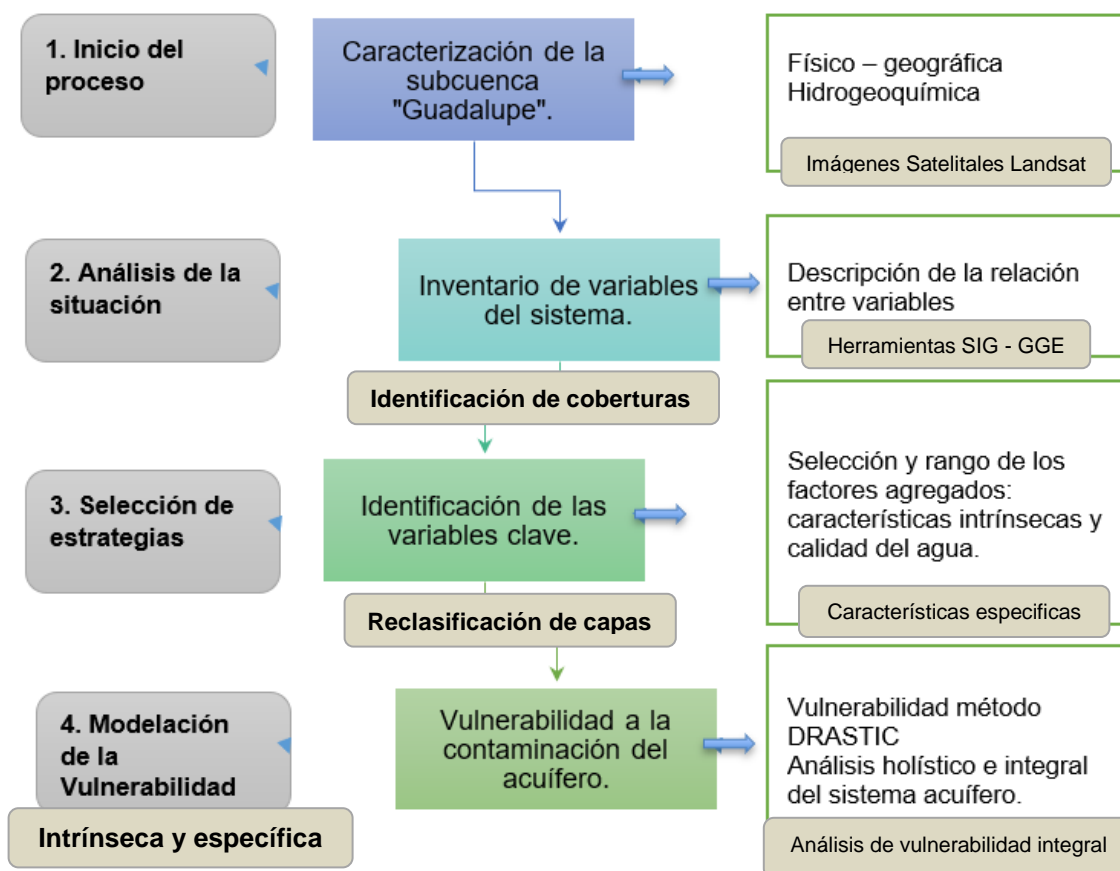 1. Inicio del
proceso
Caracterización de la
subcuenca
"Guadalupe".
Físico – geográfica
Hidrogeoquímica
Imágenes Satelitales Landsat
2. Análisis de la
situación
Inventario de variables
del sistema.
Descripción de la relación
entre variables
Herramientas SIG - GGE
Identificación de coberturas
3. Selección de
estrategias
Identificación de las
variables clave.
Selección y rango de los
factores agregados:
características intrínsecas y
calidad del agua.
Características especificas
Reclasificación de capas
4. Modelación
de la
Vulnerabilidad
Intrínseca y específica
Vulnerabilidad a la
contaminación del
acuífero.
Vulnerabilidad método
DRASTIC
Análisis holístico e integral
del sistema acuífero.
Análisis de vulnerabilidad integral